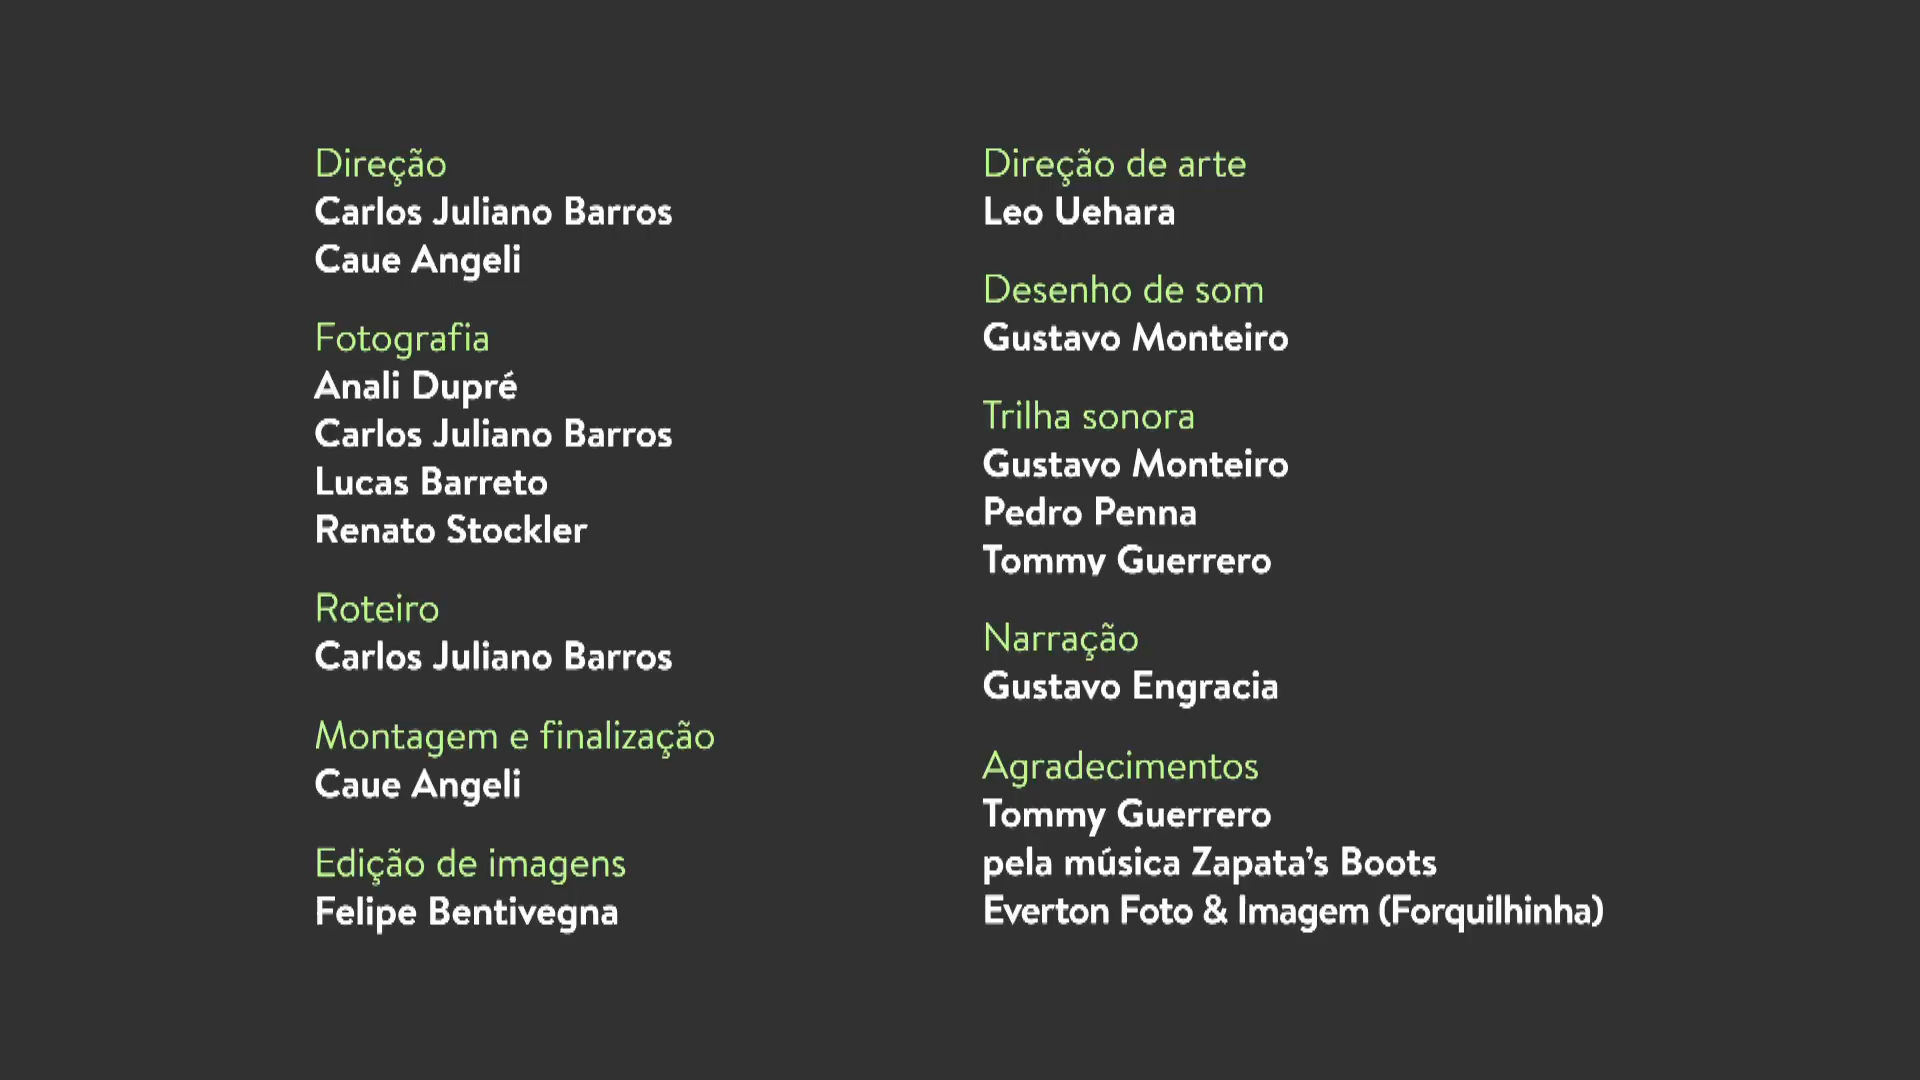 Direção
Carlos Juliano Barros
Caue Angeli
Fotografia
Anali Dupré
Carlos Juliano Barros
Lucas Barreto
Renato Stockler
Roteiro
Carlos Juliano Barros
Montagem e finalização
Caue Angeli
Edição de imagens
Felipe Bentivegna
Direção de arte
Leo Uehara
Desenho de som
Gustavo Monteiro
Trilha sonora
Gustavo Monteiro
Pedro Penna
Tommy Guerrero
Narração
Gustavo Engracia
Agradecimentos
Tommy Guerrero
pela música Zapata’s Boots
Everton Foto & Imagem (Forquilhinha)